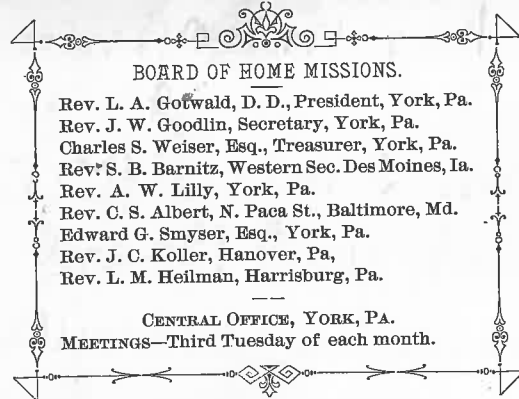 BOARD OF HOME MISSIONS.
Rev. L. A. Gotwald, D. D., President, York, Pa.
Rev. J. W. Goodlin, Secretary, York, Pa.
Charles S. Weiser, Esq., Treasurer, York, Pa.
Rev. S. B. Barnitz, Western Sec. Des Moines, Ia.
Rev. A. W. Lilly, York, Pa.
Rev. C. S. Albert, N. Paca St., Baltimore, Md.
Edward G. Smyser, Esq., York, Pa.
Rev. J. C. Koller, Hanover, Pa,
Rev. L. M. Heilman, Harrisburg, Pa.
CENTRAL OFFICE, YORK, PA.
MEETINGS—Third Tuesday of each month.